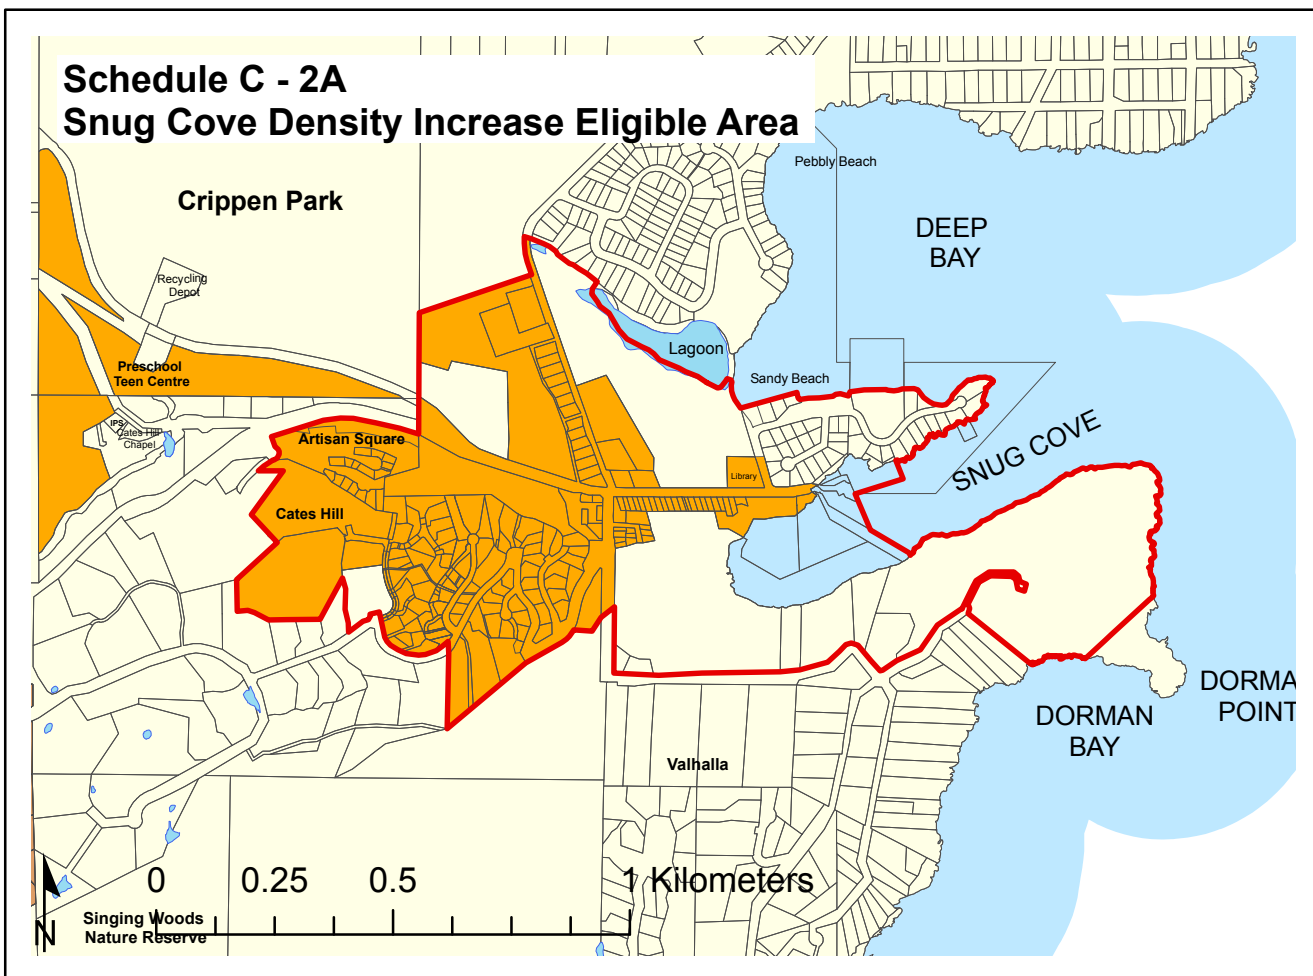 Schedule C - 2A
Snug Cove Density Increase Eligible Area
Pebbly Beach
Crippen Park
DEEP
BAY
Recycling
Depot
Lagoon
Preschool
Teen Centre
Sandy Beach
IPS
Cates Hill
Chapel
Artisan Square
SNUG COVE
Library
Cates Hill
DORMA
POINT
DORMAN
BAY
Valhalla
0 0.25 0.5 1 Kilometers
Singing Woods
Nature Reserve
N